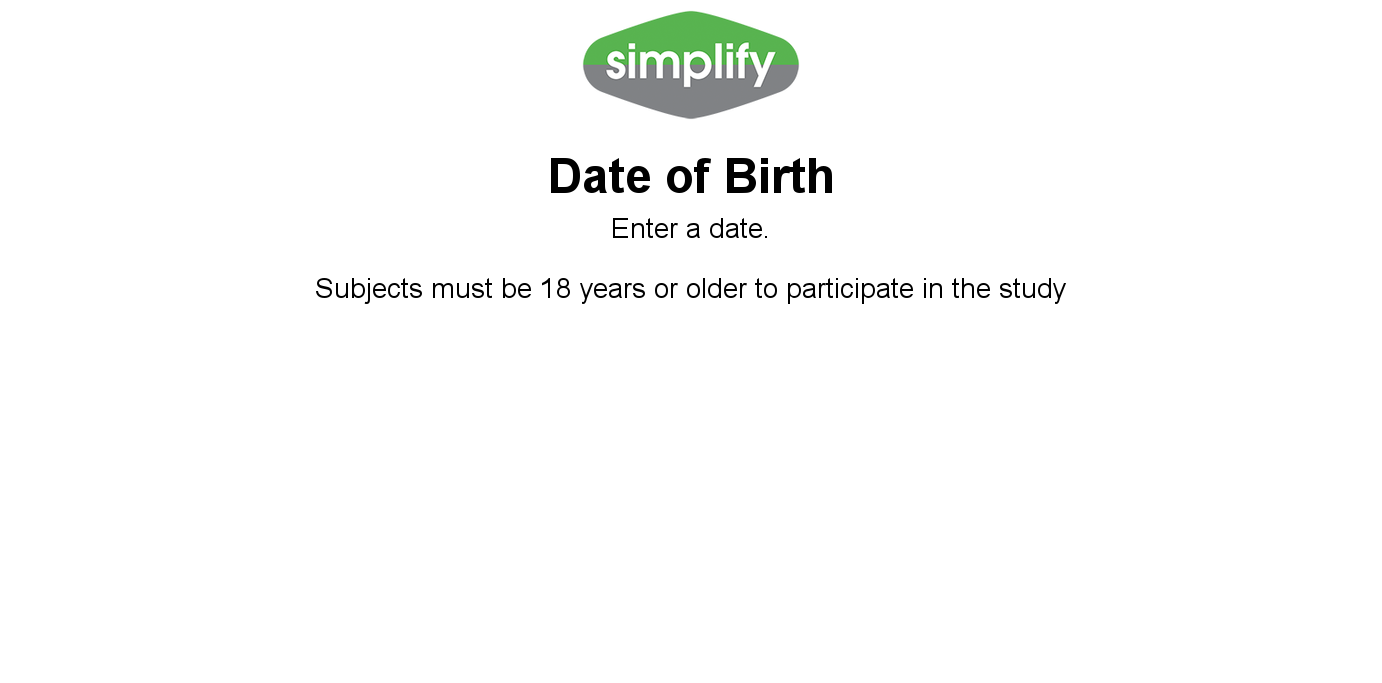 simplify
Date of Birth
Enter a date.
Subjects must be 18 years or older to participate in the study